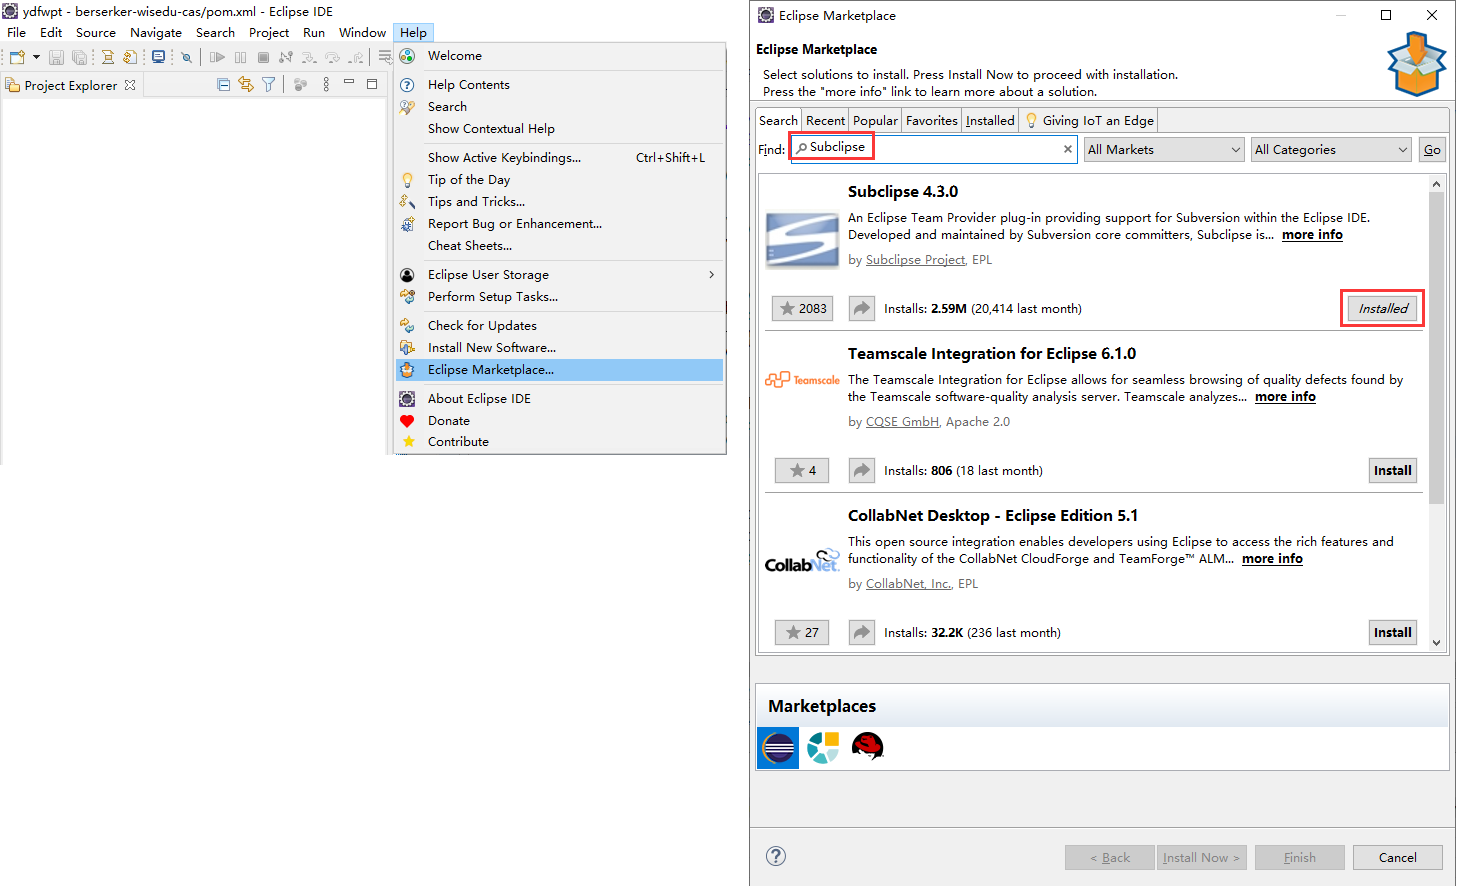 ydfwpt - berserker-wisedu-cas/pom.xml - Eclipse IDE
File Edit Source Navigate Search Project Run Window Help
Project Explorer
Welcome
Help Contents
Search
Show Contextual Help
Show Active Keybindings... Ctrl+Shift+L
Tip of the Day
Tips and Tricks...
Report Bug or Enhancement...
Cheat Sheets...
Eclipse User Storage
Perform Setup Tasks...
Check for Updates
Install New Software...
Eclipse Marketplace...
About Eclipse IDE
Donate
Contribute
Eclipse Marketplace
Eclipse Marketplace
Select solutions to install. Press Install Now to proceed with installation.
Press the "more info" link to learn more about a solution.
Search Recent Popular Favorites Installed Giving IoT an Edge
Find: Subclipse All Markets All Categories Go
Subclipse 4.3.0
An Eclipse Team Provider plug-in providing support for Subversion within the Eclipse IDE.
Developed and maintained by Subversion core committers, Subclipse is... more info
by Subclipse Project, EPL
2083 Installs: 2.59M (20,414 last month) Installed
Teamscale Integration for Eclipse 6.1.0
Teamscale
The Teamscale Integration for Eclipse allows for seamless browsing of quality defects found by
the Teamscale software-quality analysis server. Teamscale analyzes... more info
by CQSE GmbH, Apache 2.0
4 Installs: 806 (18 last month) Install
CollabNet Desktop - Eclipse Edition 5.1
CollabNet.
This open source integration enables developers using Eclipse to access the rich features and
functionality of the CollabNet CloudForge and TeamForge™ ALM... more info
by CollabNet, Inc., EPL
27 Installs: 32.2K (236 last month) Install
Marketplaces
? < Back Install Now > Finish Cancel